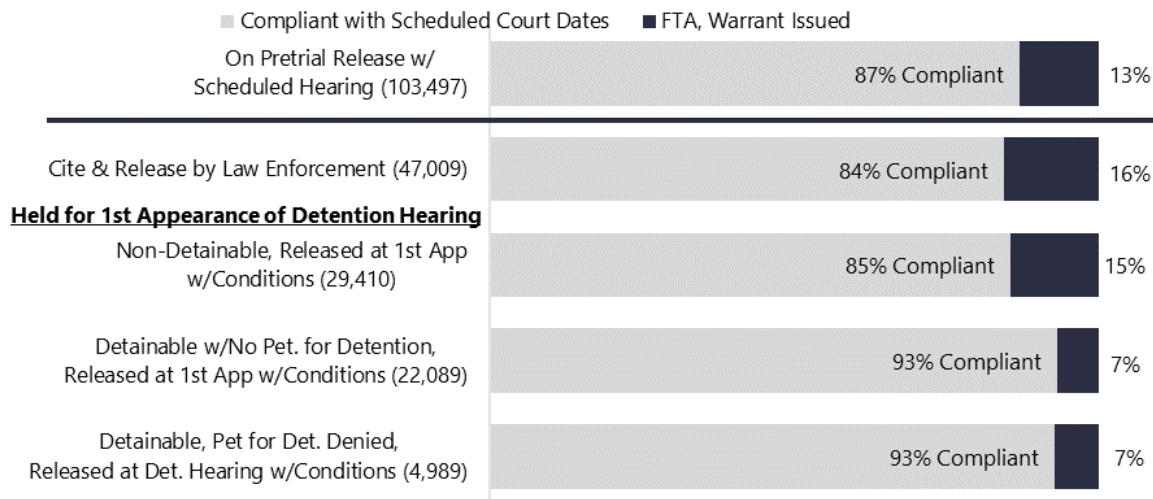 Compliant with Scheduled Court Dates FTA, Warrant Issued
On Pretrial Release w/
Scheduled Hearing (103,497)
87% Compliant 13%
Cite & Release by Law Enforcement (47,009) 84% Compliant 16%
Held for 1st Appearance of Detention Hearing
Non-Detainable, Released at 1st App
w/Conditions (29,410)
85% Compliant 15%
Detainable w/No Pet. for Detention,
Released at 1st App w/Conditions (22,089)
93% Compliant 7%
Detainable, Pet for Det. Denied,
Released at Det. Hearing w/Conditions (4,989)
93% Compliant 7%